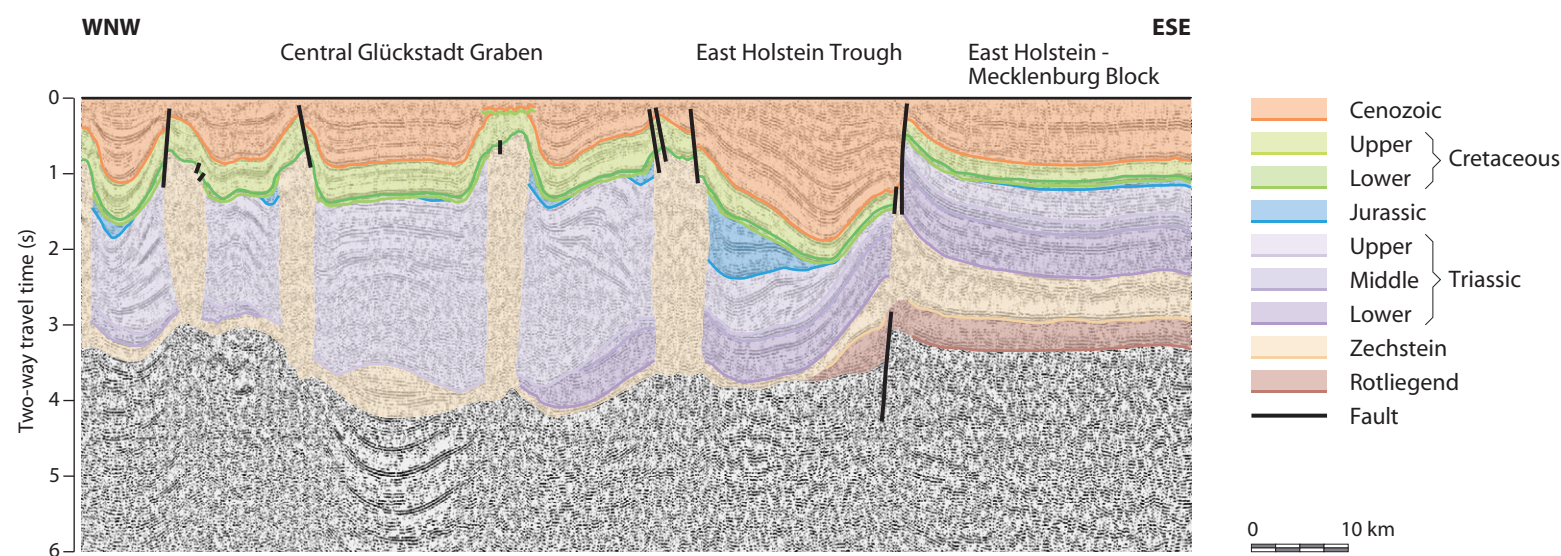 WNW
ESE
Central Glückstadt Graben
East Holstein Trough
East Holstein -
Mecklenburg Block
Two-way travel time (s)
0
1
2
3
4
5
6
Cenozoic
Upper
Cretaceous
Lower
Jurassic
Upper
Middle
Triassic
Lower
Zechstein
Rotliegend
Fault
0 10 km